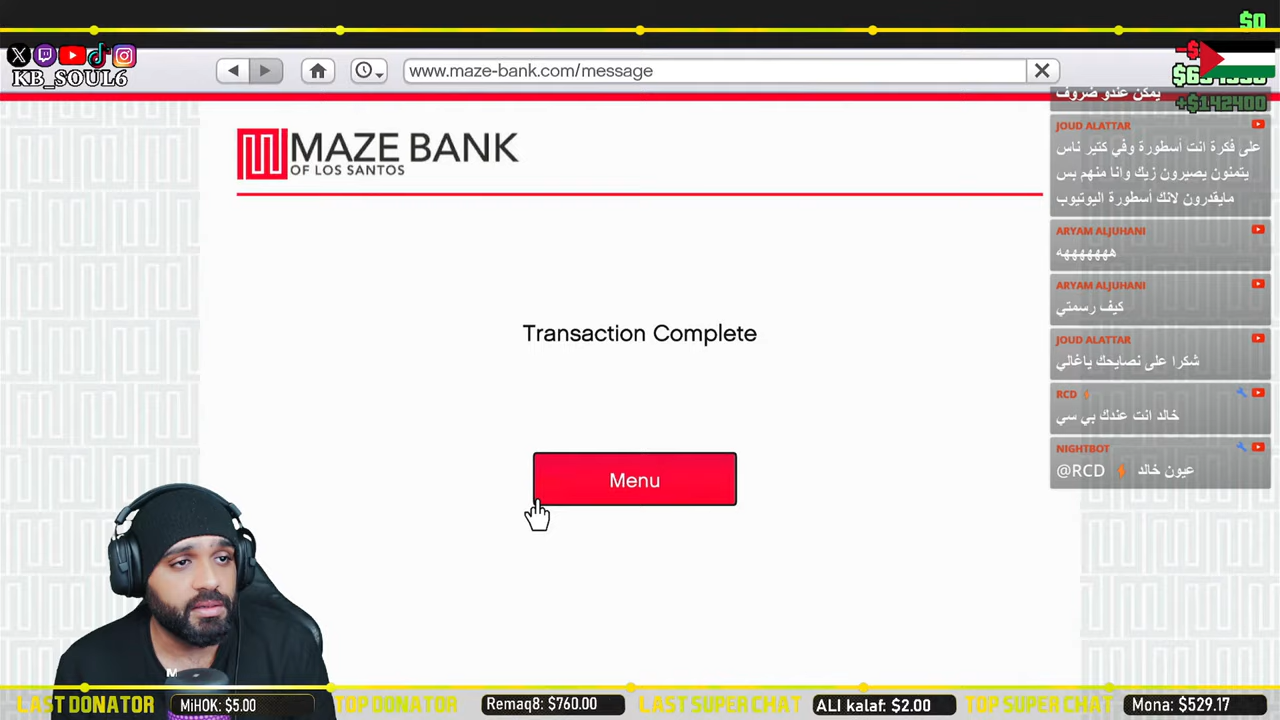 $0
KB_SOUL6
www.maze-bank.com/message
+$142400
MAZE BANK
OF LOS SANTOS
Transaction Complete
Menu
يمكن عندو ضروف
JOUD ALATTAR
على فكرة انت أسطورة وفي كتير ناس
يتمنون يصيرون زيك وانا منهم بس
مايقدرون لانك أسطورة اليوتيوب
ARYAM ALJUHANI
هههههههه
ARYAM ALJUHANI
كيف رسمتي
JOUD ALATTAR
شكرا على نصايحك ياغالي
RCD
خالد انت عندك بي سي
NIGHTBOT
@RCD عيون خالد
LAST DONATOR
MiHOK: $5.00
TOP DONATOR
Remaq8: $760.00
LAST SUPER CHAT
ALI kalaf: $2.00
TOP SUPER CHAT
Mona: $529.17